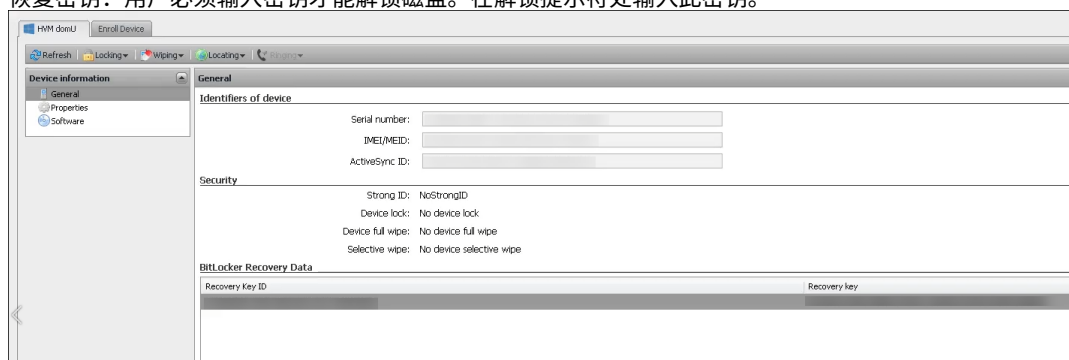 恢复密钥：用户必须输入密钥才能解锁磁盘。在解锁提示符处输入此密钥。
HVM domU Enroll Device
Refresh Locking Wiping Locating Ringing
Device information
General
Properties
Software
General
Identifiers of device
Serial number:
IMEI/MEID:
ActiveSync ID:
Security
Strong ID: NoStrongID
Device lock: No device lock
Device full wipe: No device full wipe
Selective wipe: No device selective wipe
BitLocker Recovery Data
Recovery Key ID Recovery key